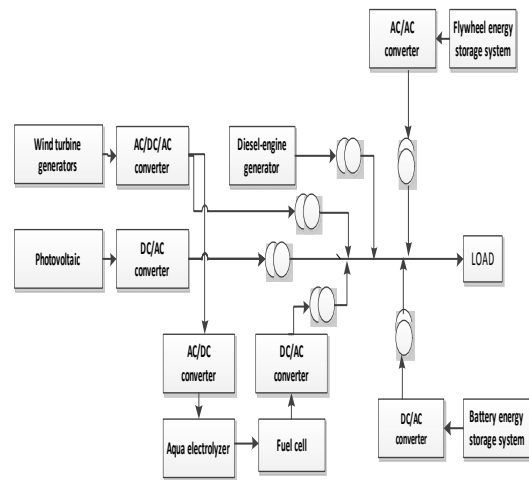 AC/AC
converter
Flywheel energy
storage system
Wind turbine
generators
AC/DC/AC
converter
Diesel-engine
generator
Photovoltaic
DC/AC
converter
LOAD
AC/DC
converter
DC/AC
converter
Aqua electrolyzer
Fuel cell
DC/AC
converter
Battery energy
storage system